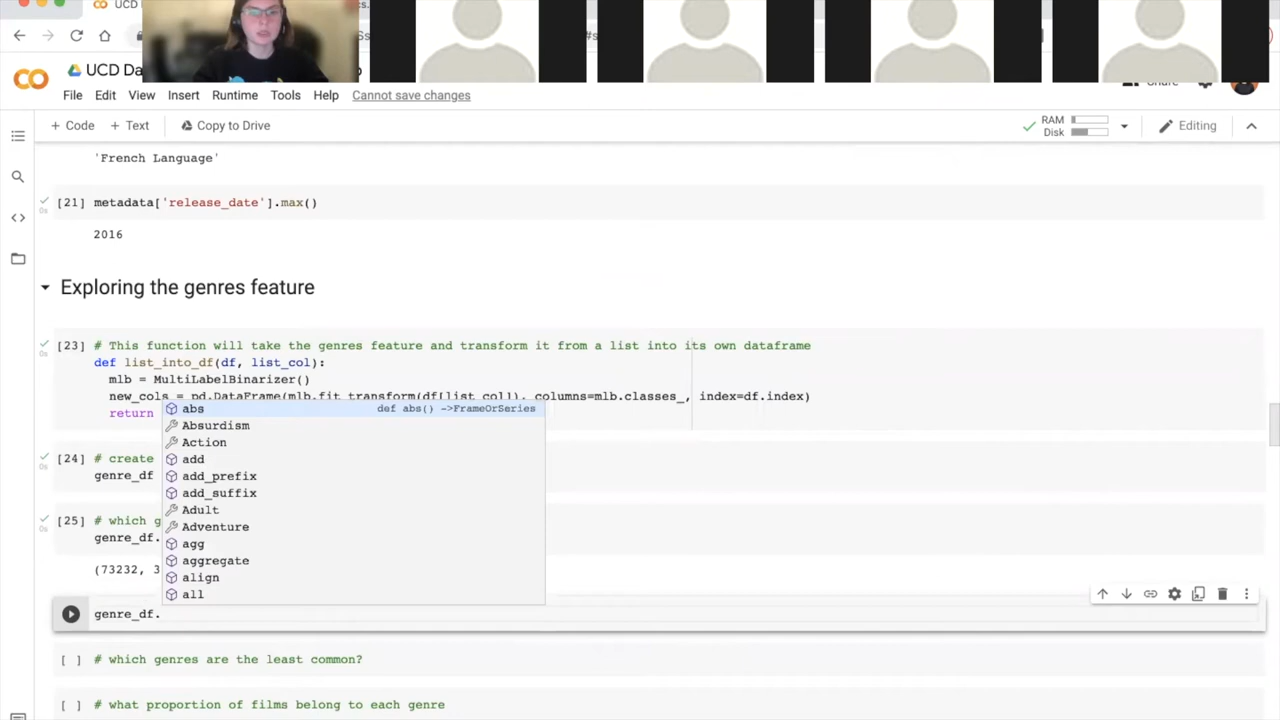 UCD Da
File Edit View Insert Runtime Tools Help Cannot save changes
+ Code + Text Copy to Drive
RAM
Disk
Editing
'French Language'
[21] metadata['release_date'].max()
0s
2016
Exploring the genres feature
[23] # This function will take the genres feature and transform it from a list into its own dataframe
0s
def list_into_df(df, list_col):
mlb = MultiLabelBinarizer()
new_cols = pd.DataFrame(mlb.fit_transform(df[list_col]), columns=mlb.classes_, index=df.index)
return
abs def abs() ->FrameOrSeries
Absurdism
Action
add
add_prefix
add_suffix
Adult
Adventure
agg
aggregate
align
all
[24] # create
0s
genre_df
[25] # which g
0s
genre_df.
(73232, 3
genre_df.
[ ] # which genres are the least common?
[ ] # what proportion of films belong to each genre